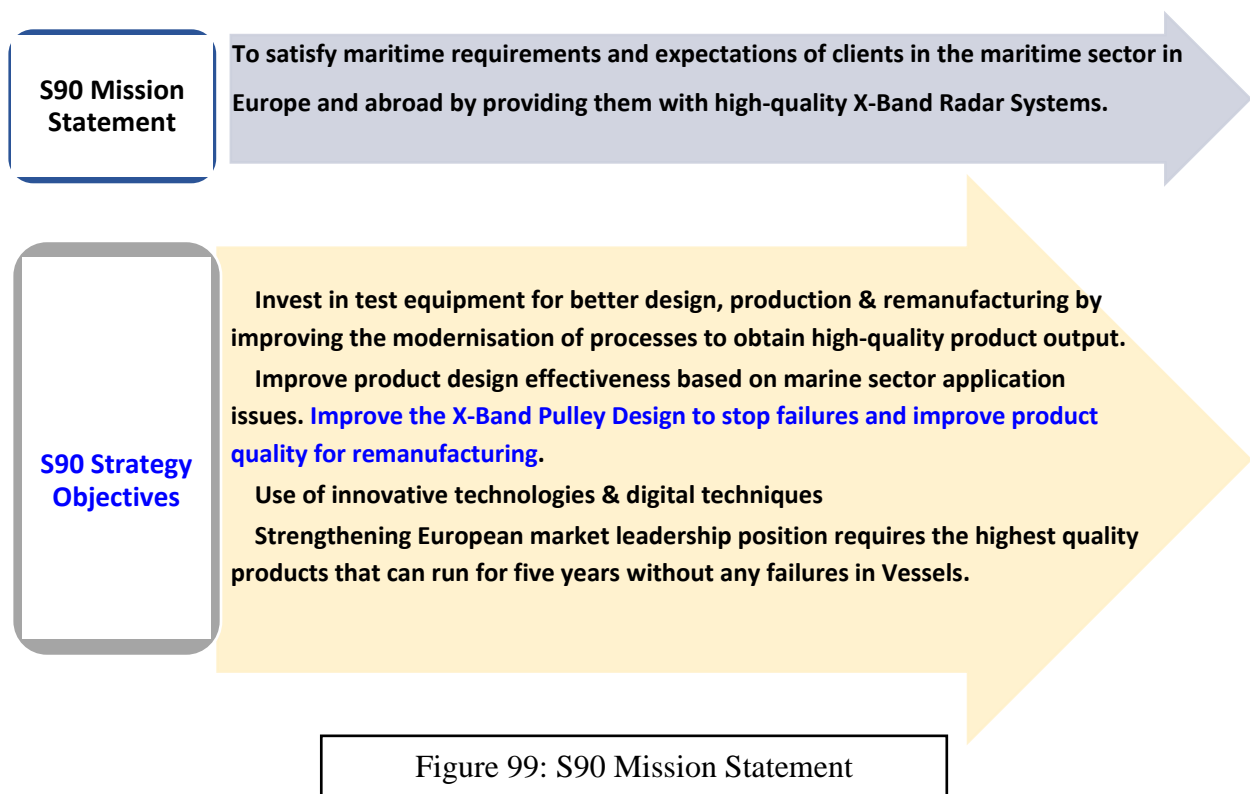 S90 Mission
Statement
To satisfy maritime requirements and expectations of clients in the maritime sector in
Europe and abroad by providing them with high-quality X-Band Radar Systems.
S90 Strategy
Objectives
Invest in test equipment for better design, production & remanufacturing by
improving the modernisation of processes to obtain high-quality product output.
Improve product design effectiveness based on marine sector application
issues. Improve the X-Band Pulley Design to stop failures and improve product
quality for remanufacturing.
Use of innovative technologies & digital techniques
Strengthening European market leadership position requires the highest quality
products that can run for five years without any failures in Vessels.
Figure 99: S90 Mission Statement